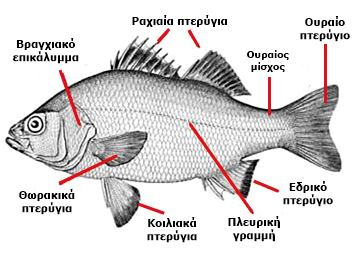 Ραχιαία πτερύγια
Ουραίο
πτερύγιο
Βραγχιακό
επικάλυμμα
Ουραίος
μίσχος
Θωρακικά
πτερύγια
Κοιλιακά
πτερύγια
Πλευρική
γραμμή
Εδρικό
πτερύγιο